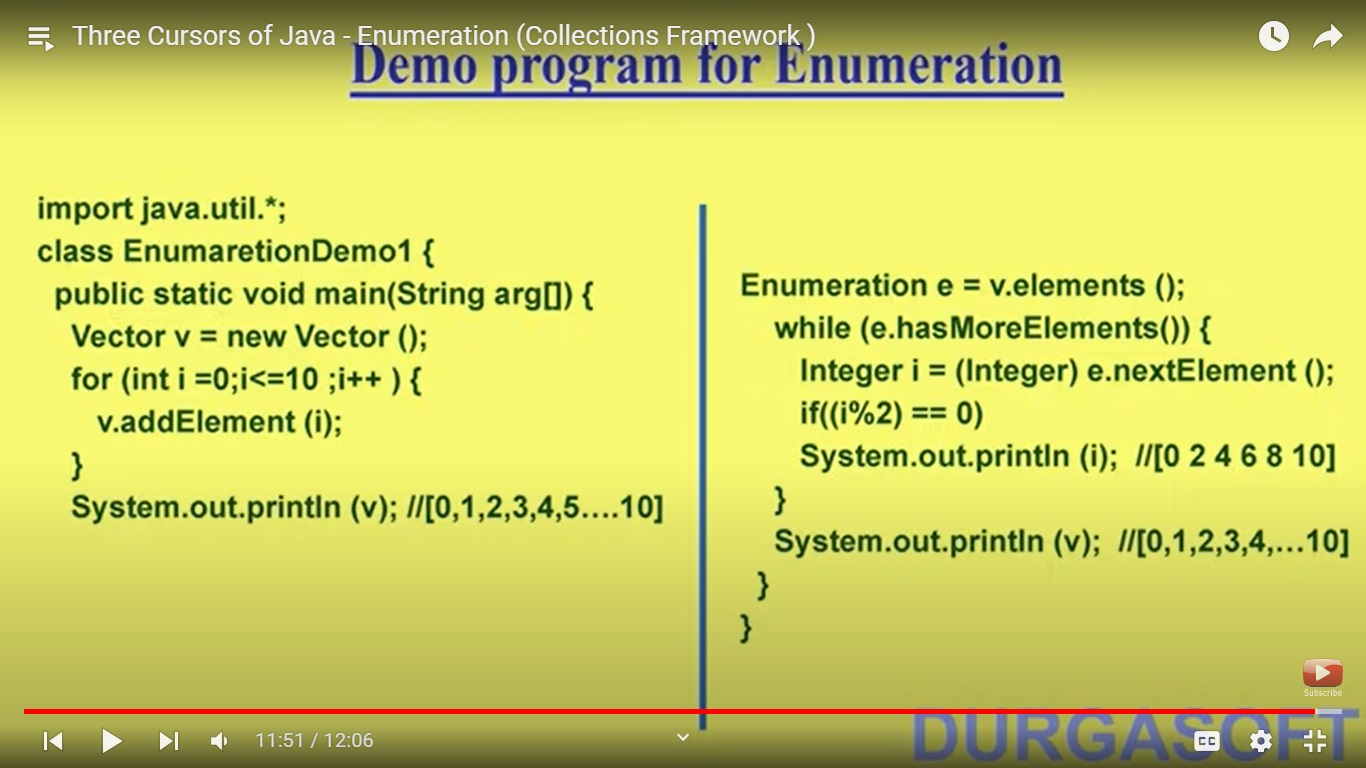 Three Cursors of Java - Enumeration (Collections Framework )
Demo program for Enumeration
import java.util.*;
class EnumaretionDemo1 {
public static void main(String arg[]) {
Vector v = new Vector ();
for (int i =0;i<=10 ;i++ ) {
v.addElement (i);
}
System.out.println (v); //[0,1,2,3,4,5....10]
Enumeration e = v.elements ();
while (e.hasMoreElements()) {
Integer i = (Integer) e.nextElement ();
if((i%2) == 0)
System.out.println (i); //[0 2 4 6 8 10]
}
System.out.println (v); //[0,1,2,3,4,...10]
}
}
Subscribe
DURGASOFT
11:51 / 12:06
CC